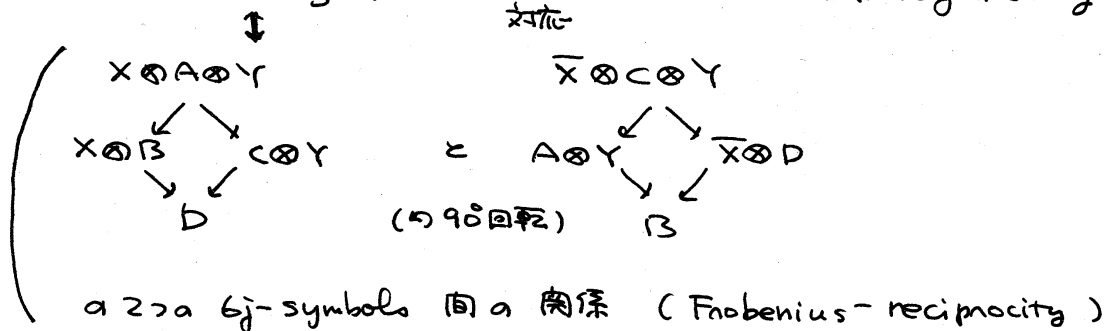 対応
X⊗A⊗Y X̄⊗C⊗Y
X⊗B C⊗Y と A⊗Y X̄⊗D
D (の90°回転) B
の2つの 6j-symbols 間の関係 (Frobenius-reciprocity)